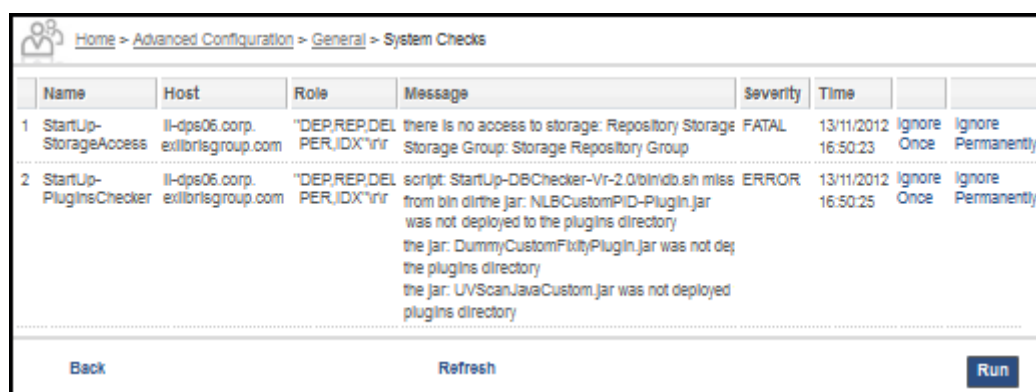 Home > Advanced Configuration > General > System Checks
Name Host Role Message Severity Time
1 StartUp- ll-dps06.corp. "DEP,REP,DEL there is no access to storage: Repository Storage FATAL 13/11/2012 Ignore Ignore
StorageAccess exlibrisgroup.com PER,IDX"\r\r Storage Group: Storage Repository Group 16:50:23 Once Permanently
2 StartUp- ll-dps06.corp. "DEP,REP,DEL script: StartUp-DBChecker-Vr-2.0/bin\db.sh miss ERROR 13/11/2012 Ignore Ignore
PluginsChecker exlibrisgroup.com PER,IDX"\r\r from bin dirthe jar: NLBCustomPID-Plugin.jar 16:50:25 Once Permanently
was not deployed to the plugins directory
the jar: DummyCustomFixityPlugin.jar was not dep
the plugins directory
the jar: UVScanJavaCustom.jar was not deployed
plugins directory
Back Refresh Run